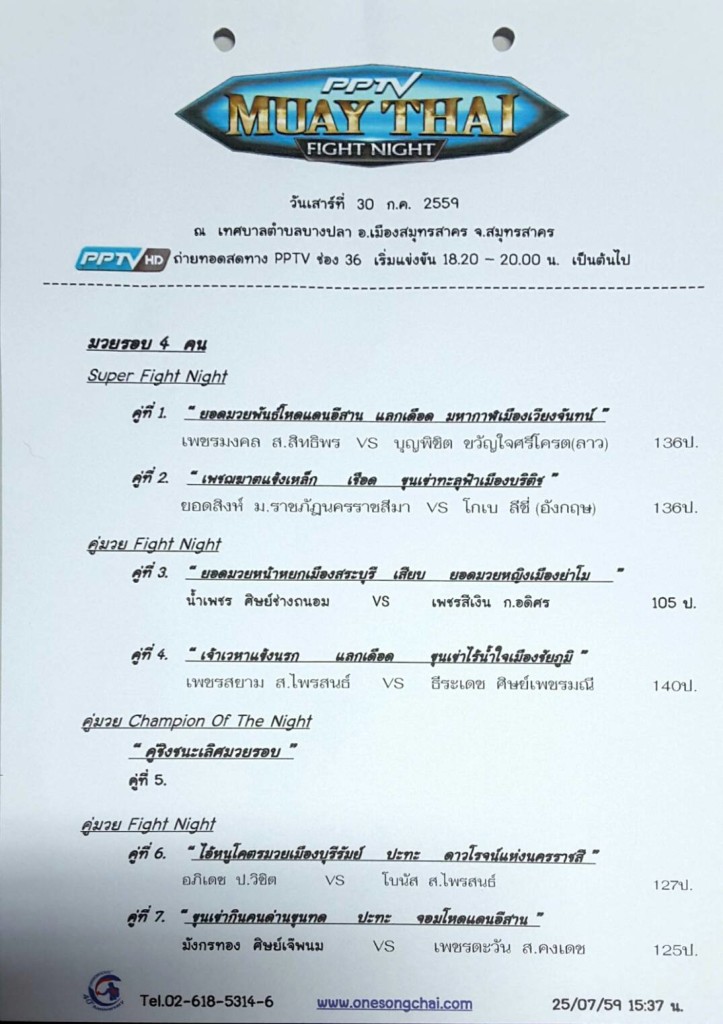 PPTV
MUAY THAI
FIGHT NIGHT
วันเสาร์ที่ 30 ก.ค. 2559
ณ เทศบาลตำบลบางปลา อ.เมืองสมุทรสาคร จ.สมุทรสาคร
PPTV HD ถ่ายทอดสดทาง PPTV ช่อง 36 เริ่มแข่งขัน 18.20 – 20.00 น. เป็นต้นไป
มวยรอบ 4 คน
Super Fight Night
คู่ที่ 1. " ยอดมวยพันธุ์โหดแดนอีสาน แลกเดือด มหากาฬเมืองเวียงจันทน์ "
เพชรมงคล ส.สิทธิพร VS บุญพิชิต ขวัญใจศรีโครต(ลาว) 136ป.
คู่ที่ 2. " เพชฌฆาตแข้งเหล็ก เชือด ขุนเข่าทะลุฟ้าเมืองบริติช "
ยอดสิงห์ ม.ราชภัฏนครราชสีมา VS โกเบ ลีซี่ (อังกฤษ) 136ป.
คู่มวย Fight Night
คู่ที่ 3. " ยอดมวยหน้าหยกเมืองสระบุรี เสียบ ยอดมวยหญิงเมืองย่าโม "
น้ำเพชร ศิษย์ช่างถนอม VS เพชรสีเงิน ก.อดิศร 105 ป.
คู่ที่ 4. " เจ้าเวหาแข้งนรก แลกเดือด ขุนเข่าไร้น้ำใจเมืองชัยภูมิ "
เพชรสยาม ส.ไพรสนธ์ VS ธีระเดช ศิษย์เพชรมณี 140ป.
คู่มวย Champion Of The Night
" คู่ชิงชนะเลิศมวยรอบ "
คู่ที่ 5.
คู่มวย Fight Night
คู่ที่ 6. " ไอ้หนูโคตรมวยเมืองบุรีรัมย์ ปะทะ ดาวโรจน์แห่งนครราชสี "
อภิเดช ป.วิชิต VS โบนัส ส.ไพรสนธ์ 127ป.
คู่ที่ 7. " ขุนเข่ากินคนด่านขุนทด ปะทะ จอมโหดแดนอีสาน "
มังกรทอง ศิษย์เจ๊พนม VS เพชรตะวัน ส.คงเดช 125ป.
Tel.02-618-5314-6 www.onesongchai.com 25/07/59 15:37 น.